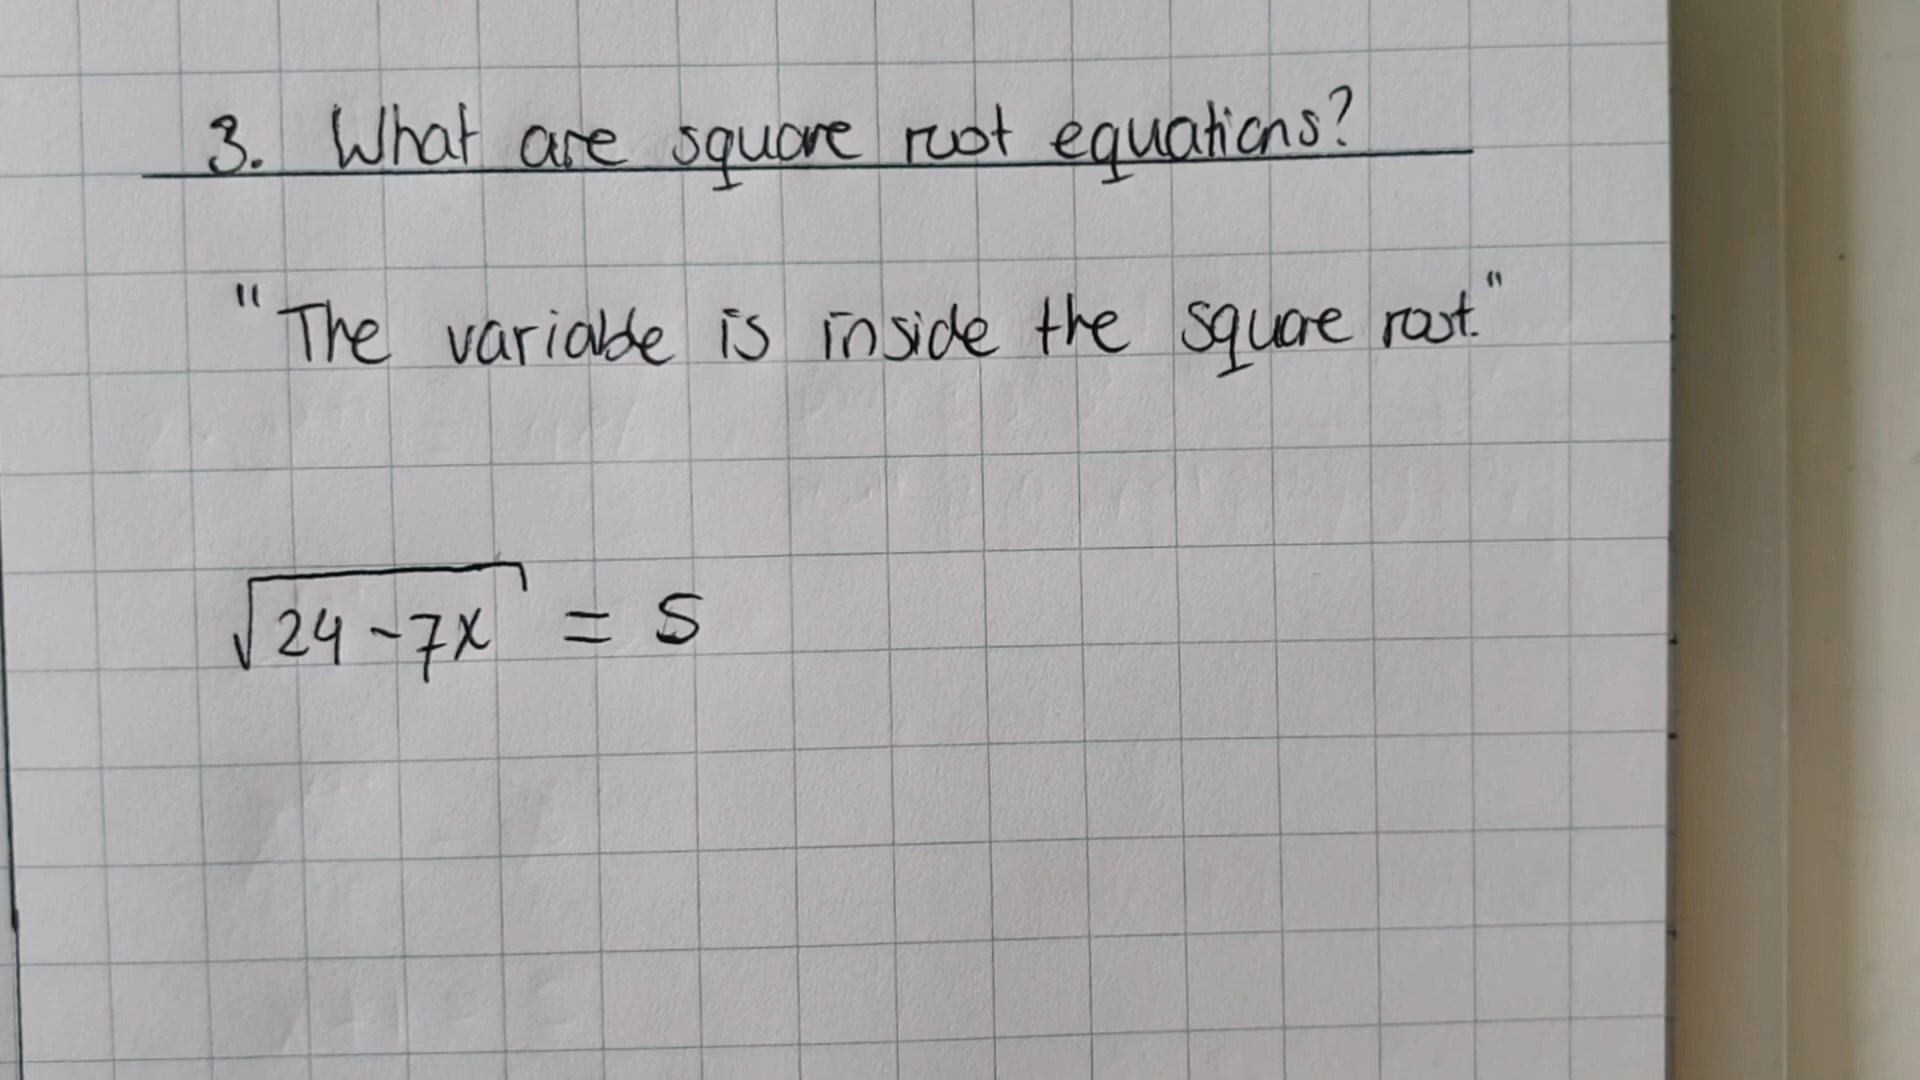 3. What are square root equations?
"The variable is inside the square root."
√24-7x = 5